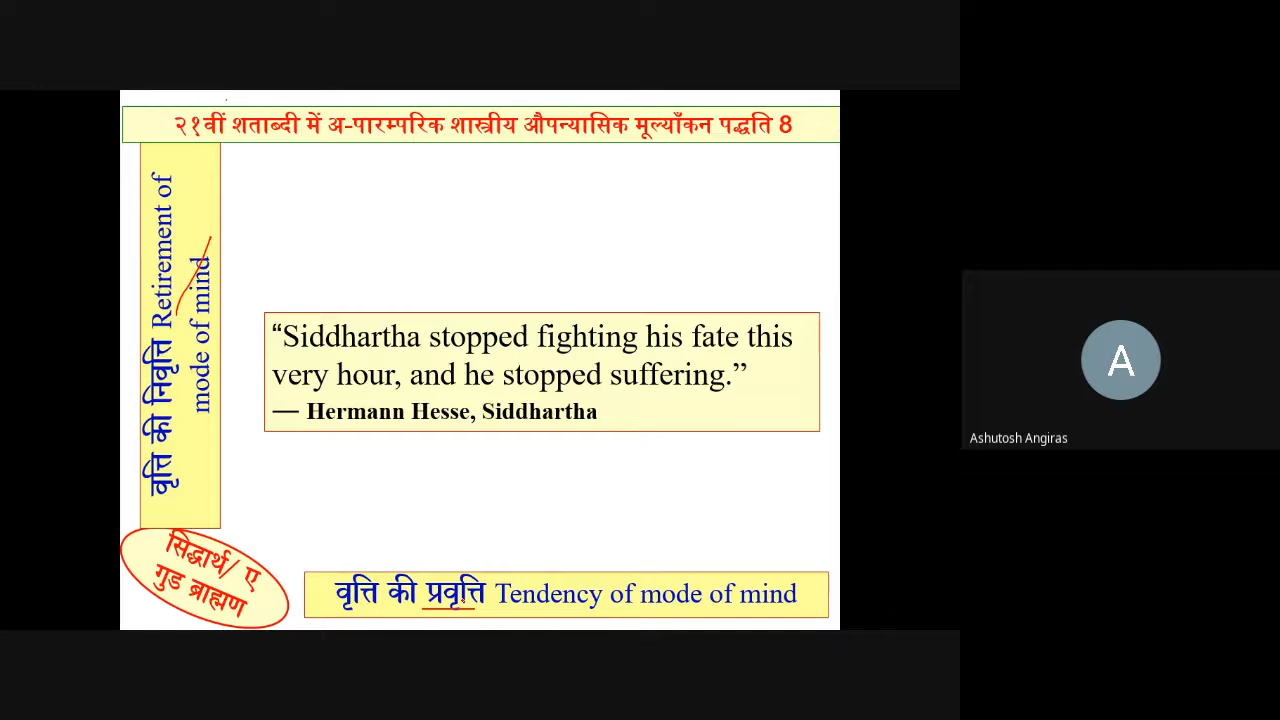 २१वीं शताब्दी में अ-पारम्परिक शास्त्रीय औपन्यासिक मूल्याँकन पद्धति 8
वृत्ति की निवृत्ति Retirement of
mode of mind
“Siddhartha stopped fighting his fate this
very hour, and he stopped suffering.”
— Hermann Hesse, Siddhartha
सिद्धार्थ/ ए
गुड ब्राह्मण
वृत्ति की प्रवृत्ति Tendency of mode of mind
A
Ashutosh Angiras